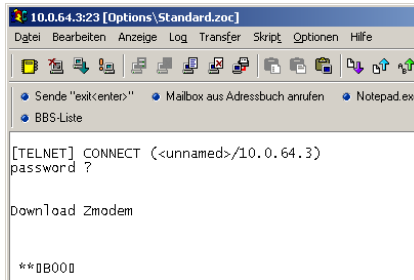 10.0.64.3:23 [Options\Standard.zoc]
Datei Bearbeiten Anzeige Log Transfer Skript Optionen Hilfe
Sende "exit<enter>" Mailbox aus Adressbuch anrufen Notepad.exe
BBS-Liste
[TELNET] CONNECT (<unnamed>/10.0.64.3)
password ?
Download Zmodem
**▯B00▯